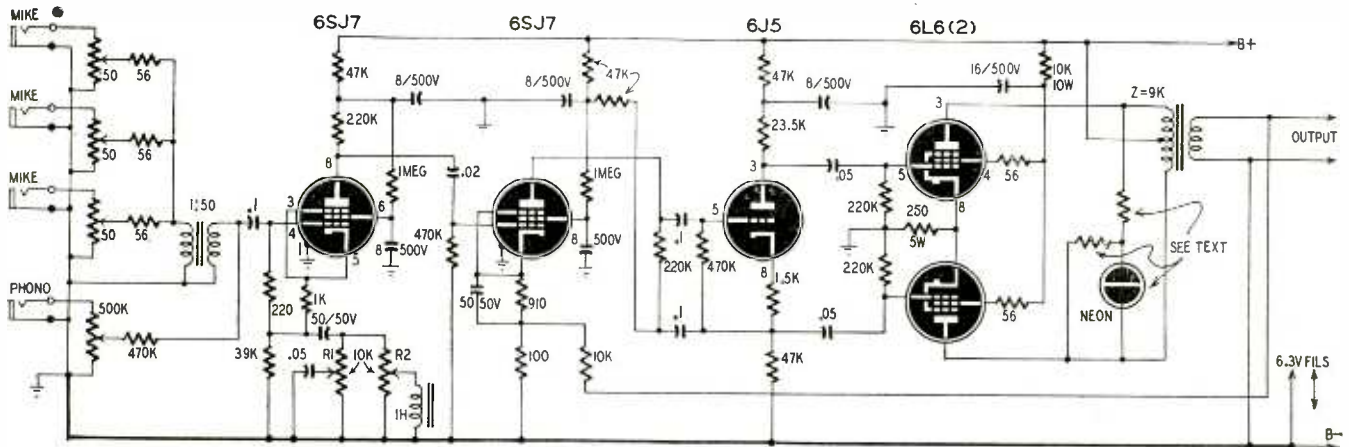 6SJ7
6SJ7
6J5
6L6(2)
MIKE
50
56
MIKE
50
56
MIKE
50
56
PHONO
500K
470K
1:50
.1
3
4
8
6
5
1
47K
220K
8/500V
1MEG
8
500V
220
1K
50/50V
39K
.05
R1
10K
R2
1H
.02
470K
8/500V
47K
1MEG
8
500V
50
50V
910
100
10K
.1
220K
470K
.1
47K
23.5K
8/500V
3
5
8
1.5K
47K
.05
.05
220K
220K
250
5W
16/500V
3
5
4
8
56
56
10K
10W
B+
Z=9K
OUTPUT
SEE TEXT
NEON
6.3V FILS
B-